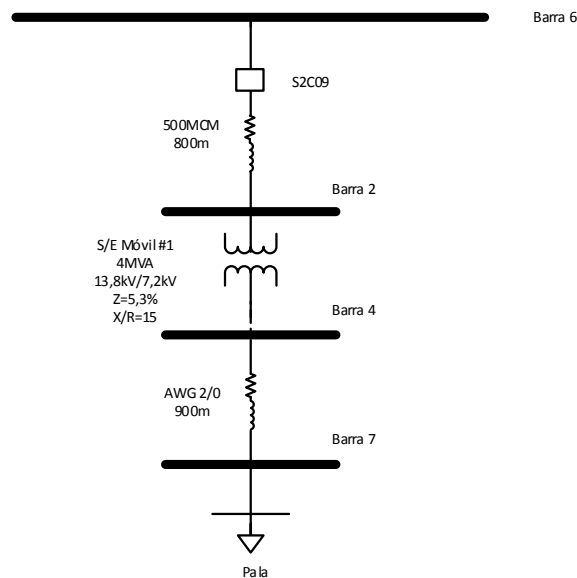 Barra 6
S2C09
500MCM
800m
Barra 2
S/E Móvil #1
4MVA
13,8kV/7,2kV
Z=5,3%
X/R=15
Barra 4
AWG 2/0
900m
Barra 7
Pala